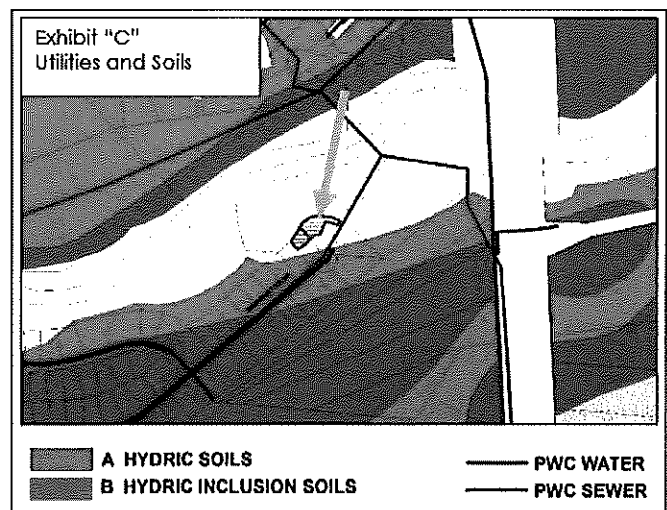 Exhibit "C"
Utilities and Soils
A HYDRIC SOILS
B HYDRIC INCLUSION SOILS
PWC WATER
PWC SEWER